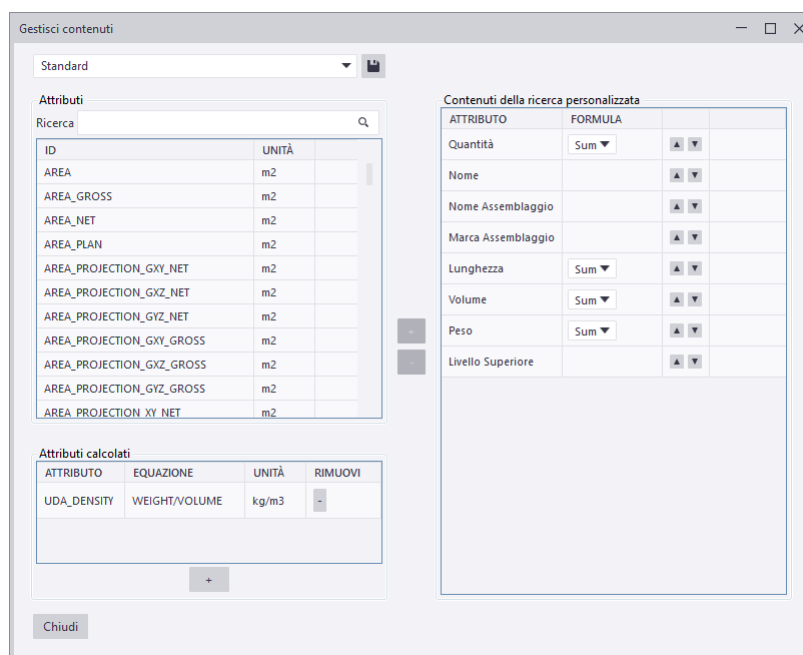 Gestisci contenuti
Standard
Attributi
Ricerca
ID UNITÀ
AREA m2
AREA_GROSS m2
AREA_NET m2
AREA_PLAN m2
AREA_PROJECTION_GXY_NET m2
AREA_PROJECTION_GXZ_NET m2
AREA_PROJECTION_GYZ_NET m2
AREA_PROJECTION_GXY_GROSS m2
AREA_PROJECTION_GXZ_GROSS m2
AREA_PROJECTION_GYZ_GROSS m2
AREA_PROJECTION_XY_NET m2
Attributi calcolati
ATTRIBUTO EQUAZIONE UNITÀ RIMUOVI
UDA_DENSITY WEIGHT/VOLUME kg/m3 -
+
+
-
Contenuti della ricerca personalizzata
ATTRIBUTO FORMULA
Quantità Sum
Nome
Nome Assemblaggio
Marca Assemblaggio
Lunghezza Sum
Volume Sum
Peso Sum
Livello Superiore
Chiudi